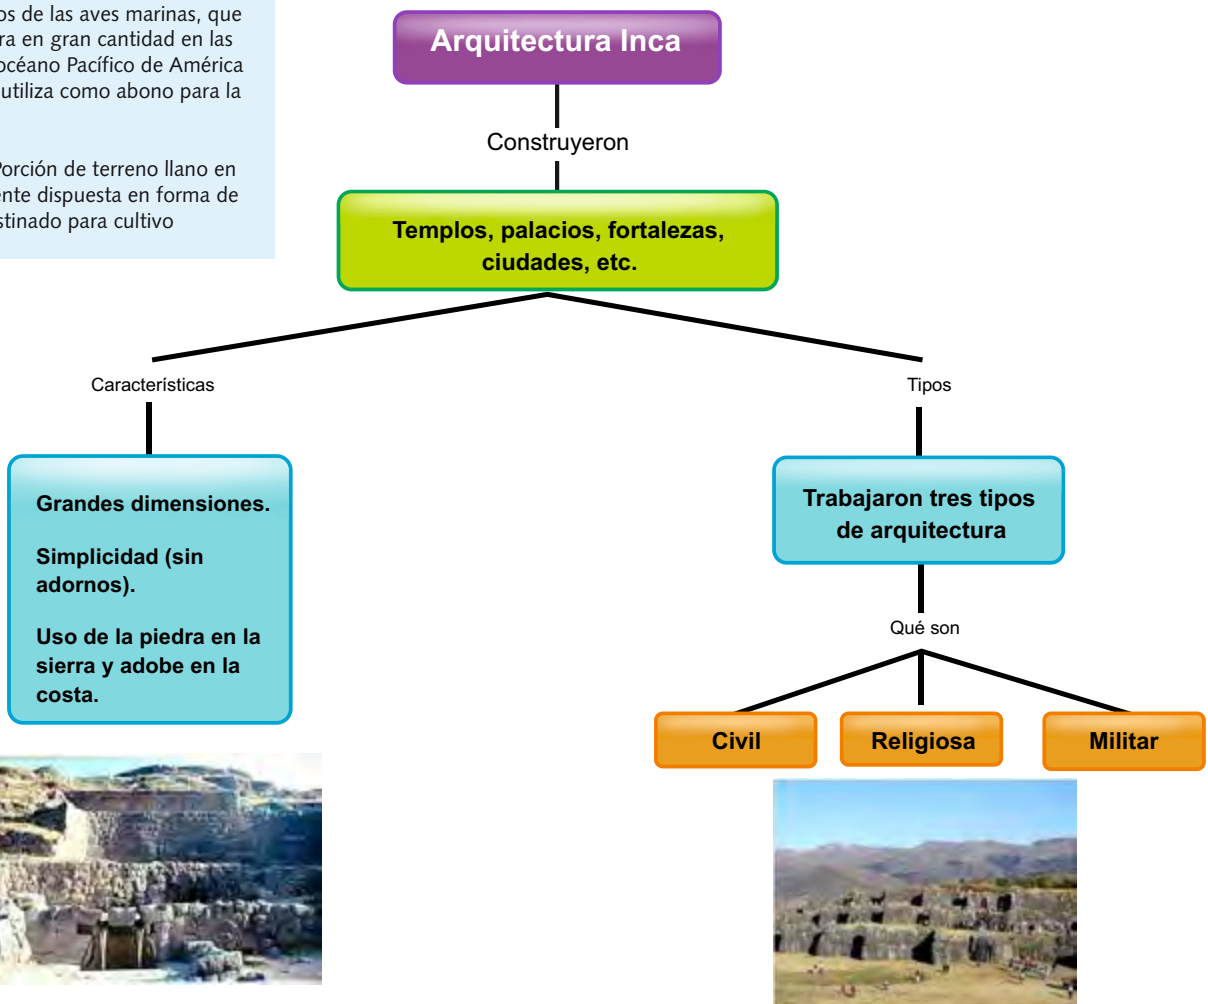 os de las aves marinas, que
ra en gran cantidad en las
océano Pacífico de América
utiliza como abono para la
Porción de terreno llano en
ente dispuesta en forma de
stinado para cultivo
Arquitectura Inca
Construyeron
Templos, palacios, fortalezas,
ciudades, etc.
Características
Grandes dimensiones.
Simplicidad (sin
adornos).
Uso de la piedra en la
sierra y adobe en la
costa.
Tipos
Trabajaron tres tipos
de arquitectura
Qué son
Civil
Religiosa
Militar